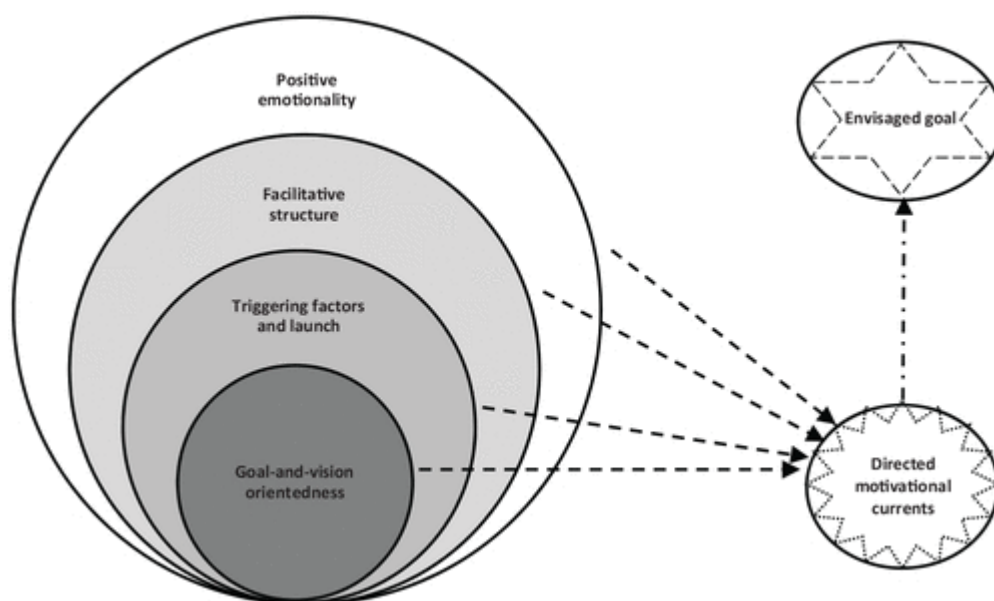 Positive
emotionality
Facilitative
structure
Triggering factors
and launch
Goal-and-vision
orientedness
Envisaged goal
Directed
motivational
currents